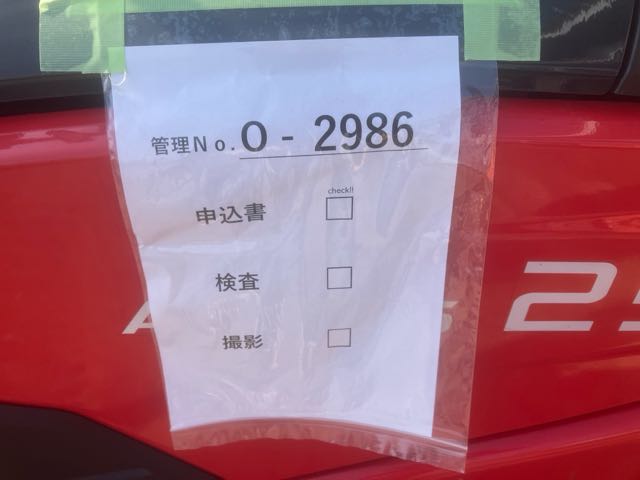 管理No. O - 2986
check!!
申込書 □
検査 □
撮影 □